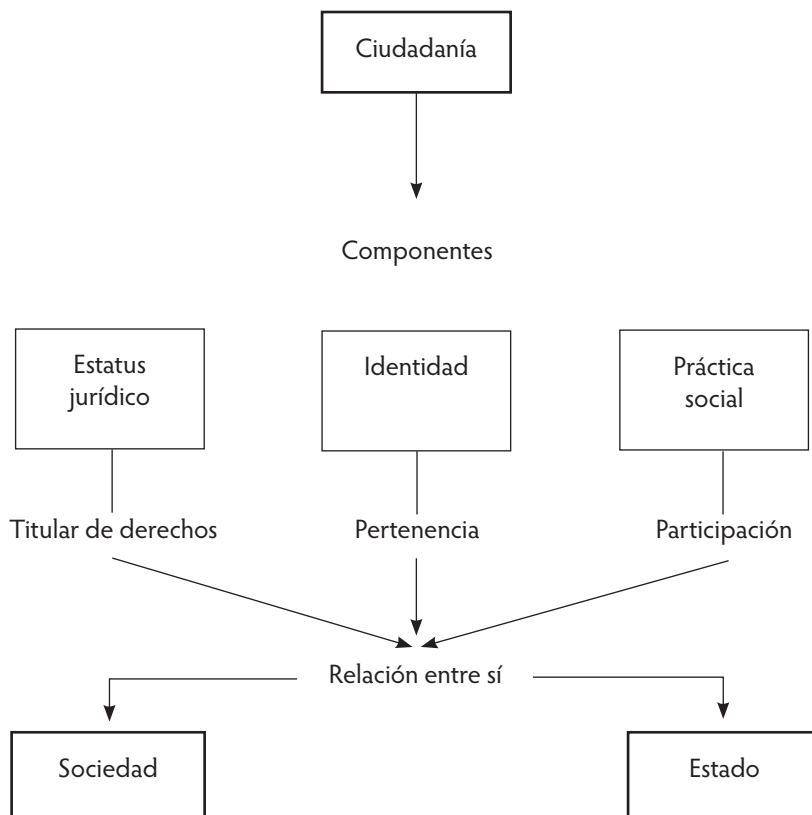 Ciudadanía
Componentes
Estatus
jurídico
Identidad
Práctica
social
Titular de derechos
Pertenencia
Participación
Relación entre sí
Sociedad
Estado